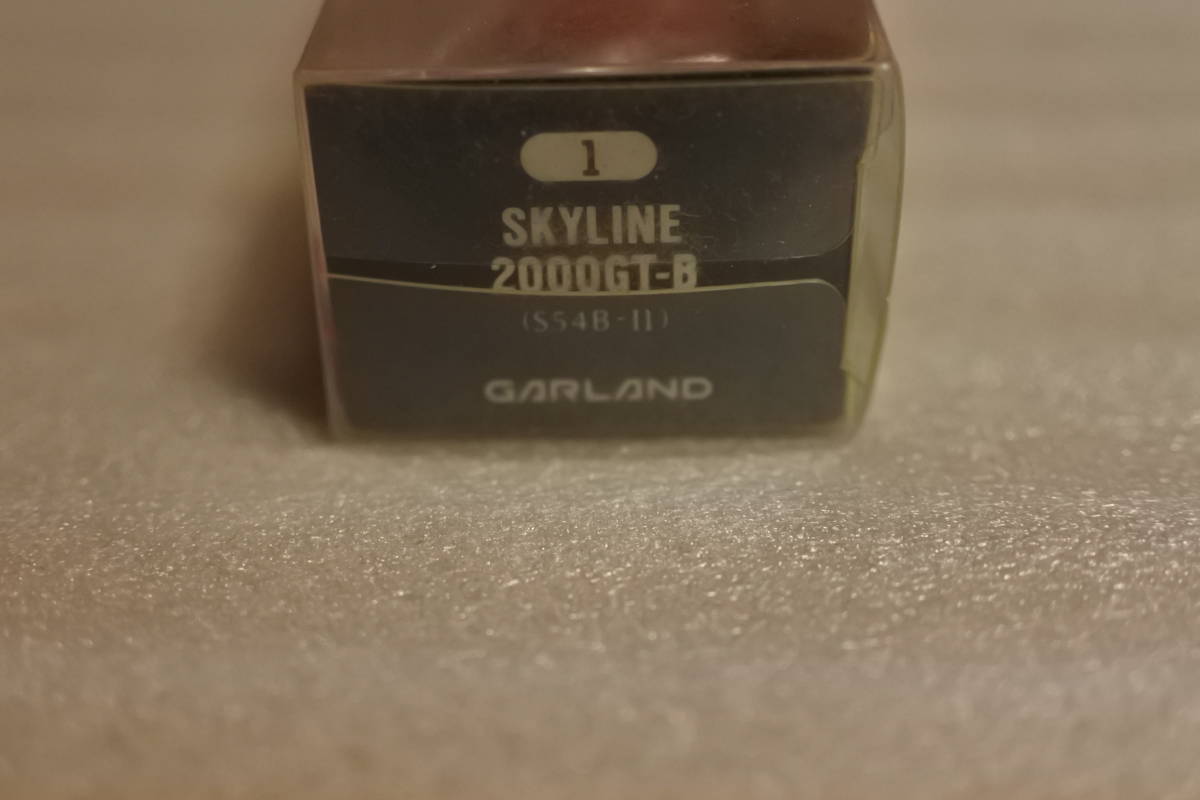 1
SKYLINE
2000GT-B
(S54B-II)
GARLAND